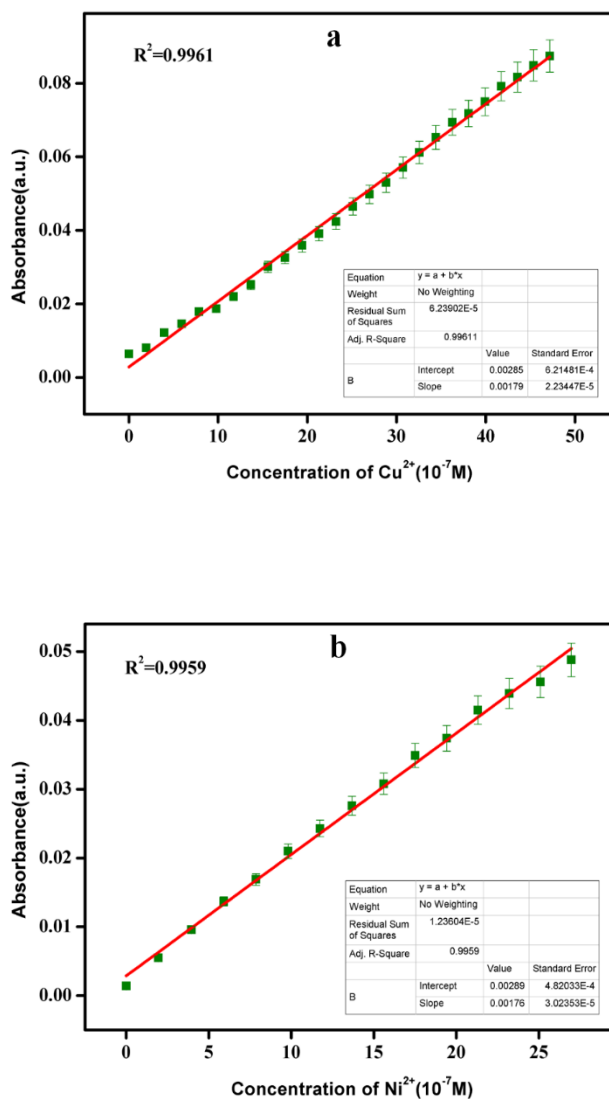 a
R²=0.9961
0.08
0.06
0.04
0.02
0.00
Absorbance(a.u.)
Equation y = a + b*x
Weight No Weighting
Residual Sum of Squares 6.23902E-5
Adj. R-Square 0.99611
Value Standard Error
B Intercept 0.00285 6.21481E-4
Slope 0.00179 2.23447E-5
0 10 20 30 40 50
Concentration of Cu²⁺(10⁻⁷M)
b
R²=0.9959
0.05
0.04
0.03
0.02
0.01
0.00
Absorbance(a.u.)
Equation y = a + b*x
Weight No Weighting
Residual Sum of Squares 1.23604E-5
Adj. R-Square 0.9959
Value Standard Error
B Intercept 0.00289 4.82033E-4
Slope 0.00176 3.02353E-5
0 5 10 15 20 25
Concentration of Ni²⁺(10⁻⁷M)